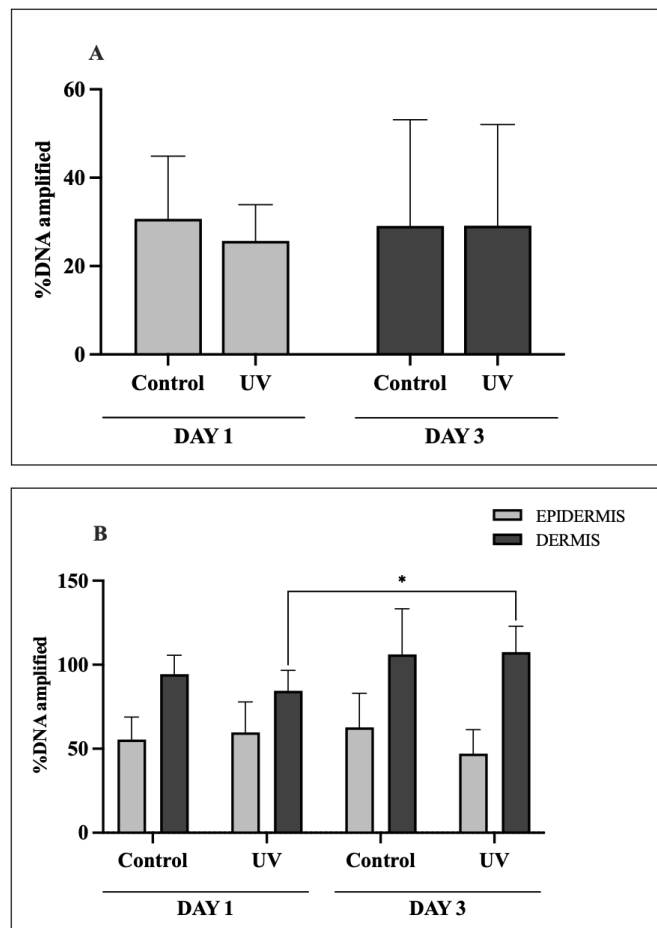 A
60
40
20
0
%DNA amplified
Control UV Control UV
DAY 1 DAY 3
B
EPIDERMIS
DERMIS
150
100
50
0
%DNA amplified
*
Control UV Control UV
DAY 1 DAY 3